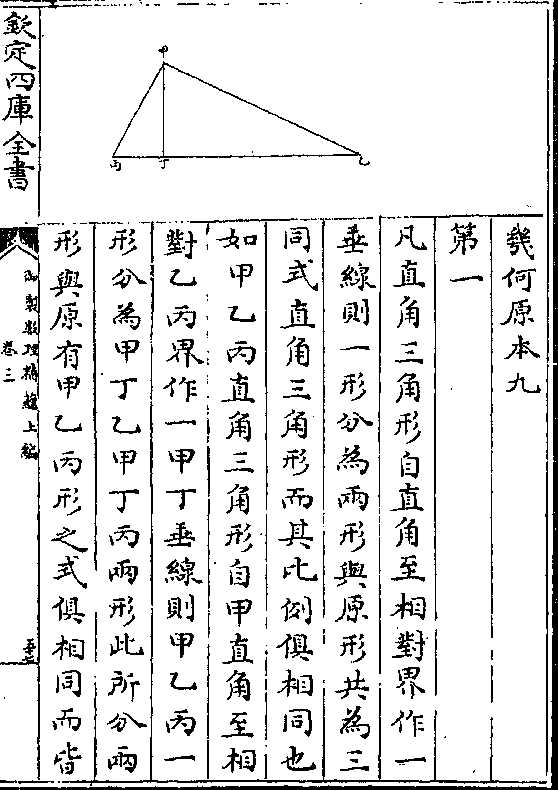 幾何原本九
第一
凡直角三角形自直角至相對界作一
垂線則一形分為兩形與原形共為三
同式直角三角形而其比例俱相同也
如甲乙丙直角三角形自甲直角至相
對乙丙界作一甲丁垂線則甲乙丙一
形分為甲丁乙甲丁丙兩形此所分兩
形與原有甲乙丙形之式俱相同而皆
甲
丙
丁
乙
欽定四庫全書
御製數理精蘊上編
卷三